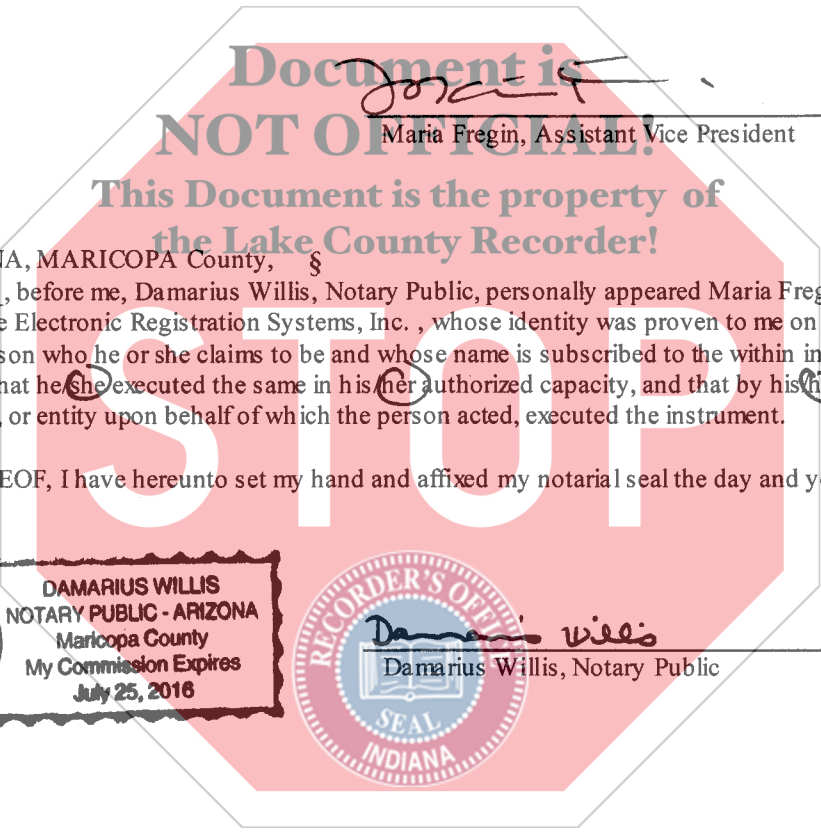 Document is
NOT OFFICIAL!
Maria Fregin, Assistant Vice President
This Document is the property of
the Lake County Recorder!
NA, MARICOPA County, §
, before me, Damarius Willis, Notary Public, personally appeared Maria Freg
e Electronic Registration Systems, Inc. , whose identity was proven to me on
son who he or she claims to be and whose name is subscribed to the within in
hat he/she executed the same in his/her authorized capacity, and that by his/h
, or entity upon behalf of which the person acted, executed the instrument.
EOF, I have hereunto set my hand and affixed my notarial seal the day and y
STOP
DAMARIUS WILLIS
NOTARY PUBLIC - ARIZONA
Maricopa County
My Commission Expires
July 25, 2016
RECORDER'S OFFICE
SEAL
INDIANA
Damarius Willis
Damarius Willis, Notary Public